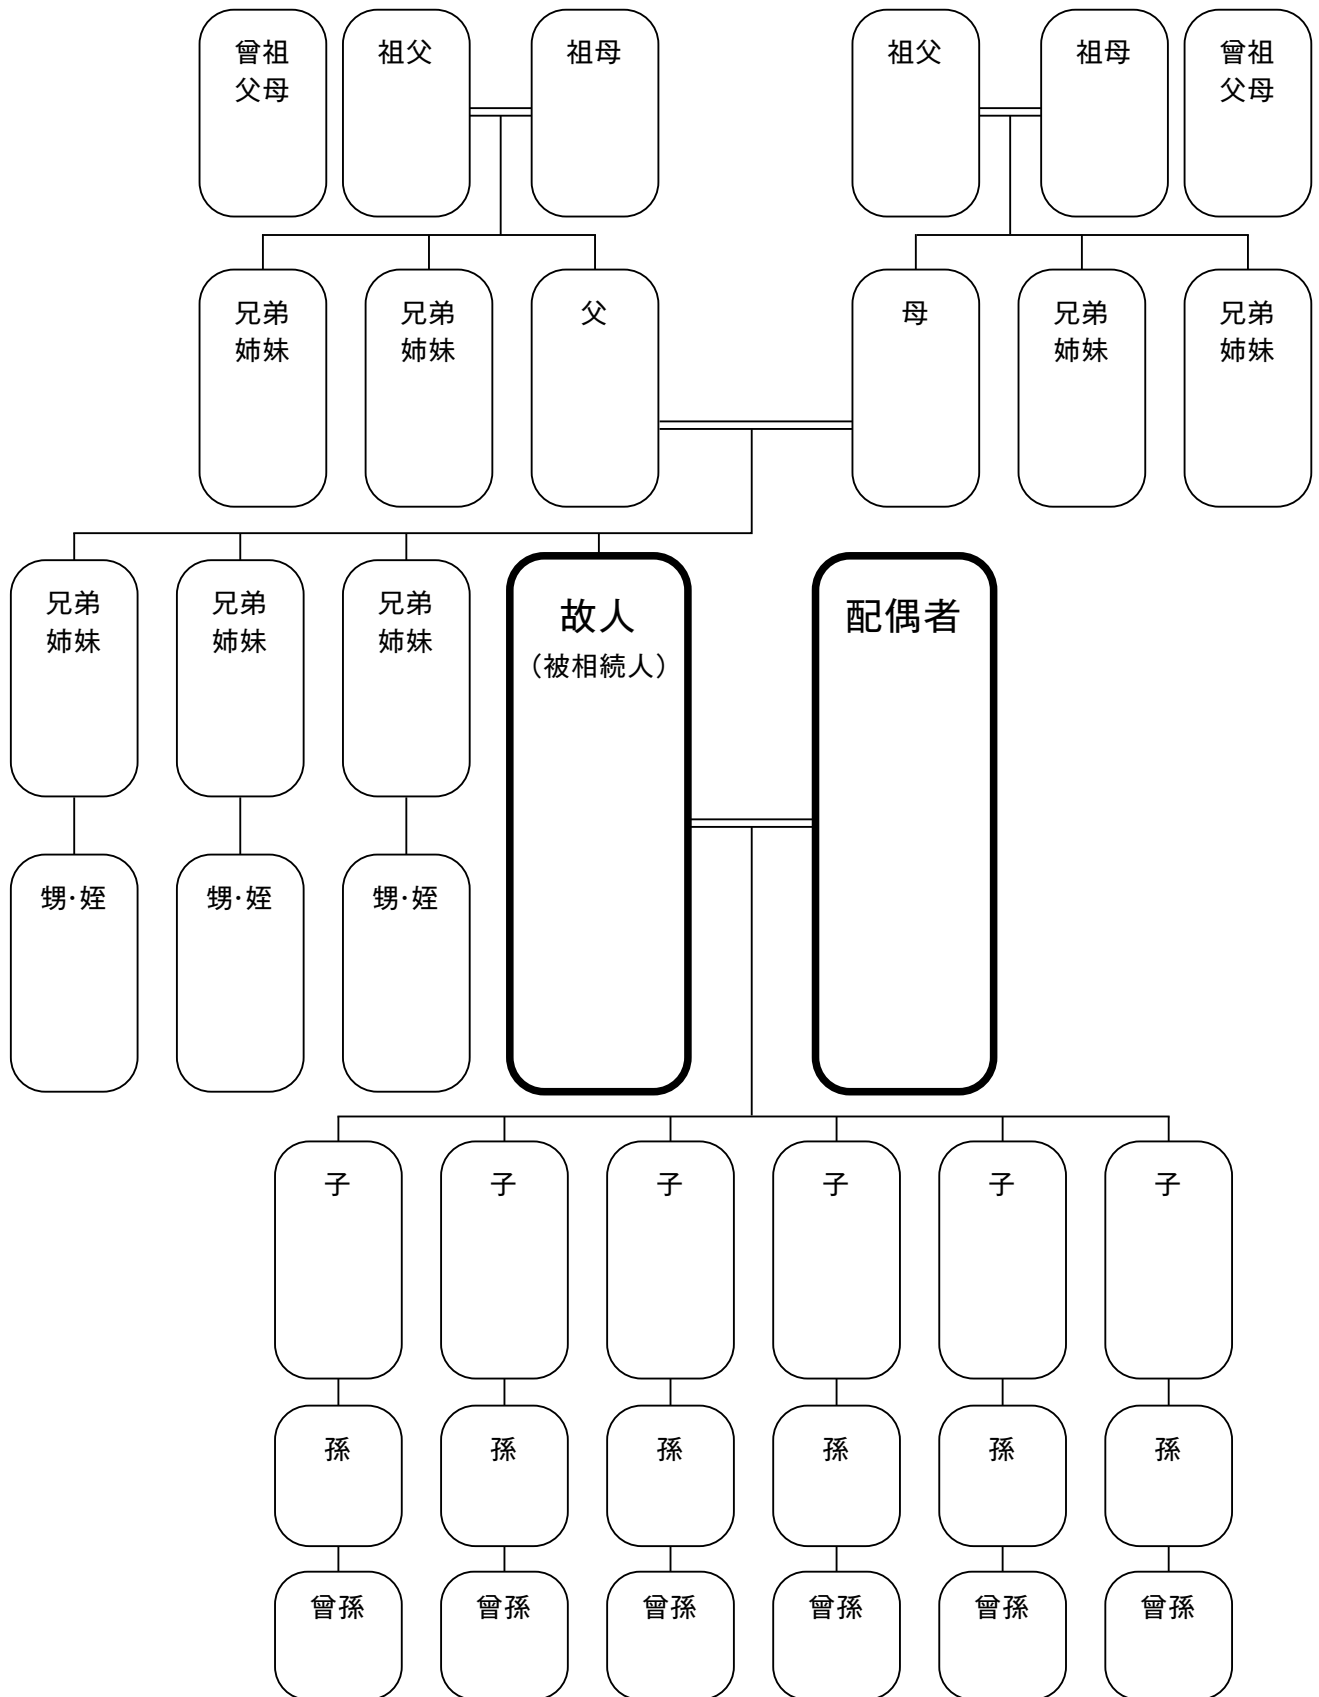 曾祖
父母
祖父
祖母
祖父
祖母
曾祖
父母
兄弟
姉妹
兄弟
姉妹
父
母
兄弟
姉妹
兄弟
姉妹
兄弟
姉妹
兄弟
姉妹
兄弟
姉妹
故人
（被相続人）
配偶者
甥・姪
甥・姪
甥・姪
子
子
子
子
子
子
孫
孫
孫
孫
孫
孫
曾孫
曾孫
曾孫
曾孫
曾孫
曾孫